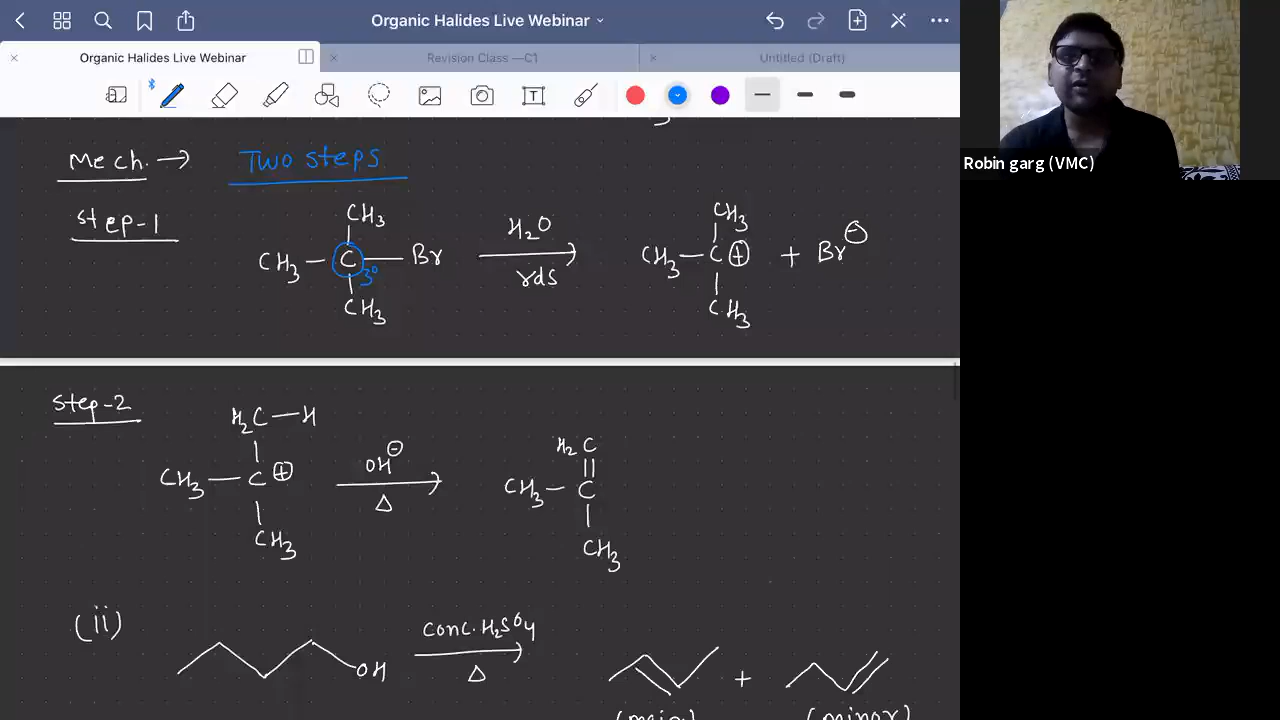 Organic Halides Live Webinar
Organic Halides Live Webinar
Revision Class —C1
Untitled (Draft)
T
Robin garg (VMC)
Mech. → Two steps
Step-1
CH3
CH3 – C 3° — Br
CH3
H2O
rds
CH3
CH3 – C ⊕ + Br⊖
CH3
Step-2
H2C — H
CH3 — C ⊕
CH3
OH⊖
Δ
H2C
||
CH3 – C
CH3
(ii)
OH
Conc. H2SO4
Δ
+
(minor)